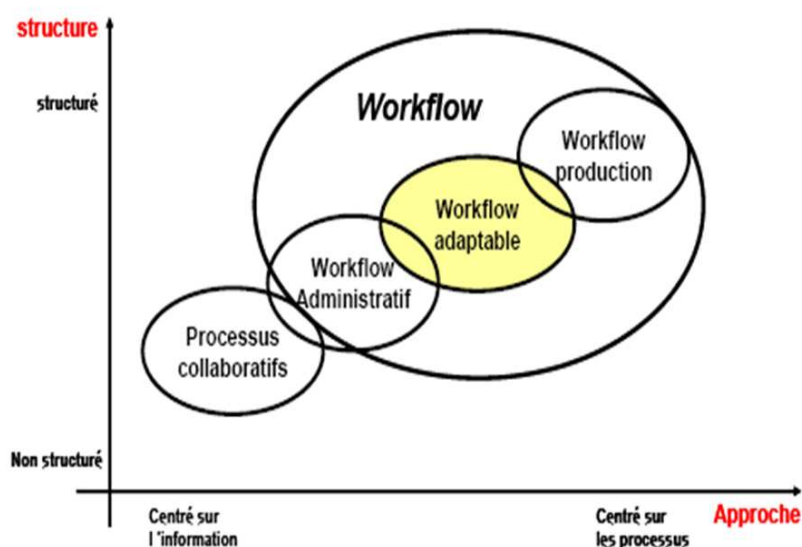 structure
structuré
Workflow
Workflow
production
Workflow
adaptable
Workflow
Administratif
Processus
collaboratifs
Non structuré
Centré sur
l 'information
Centré sur
les processus
Approche